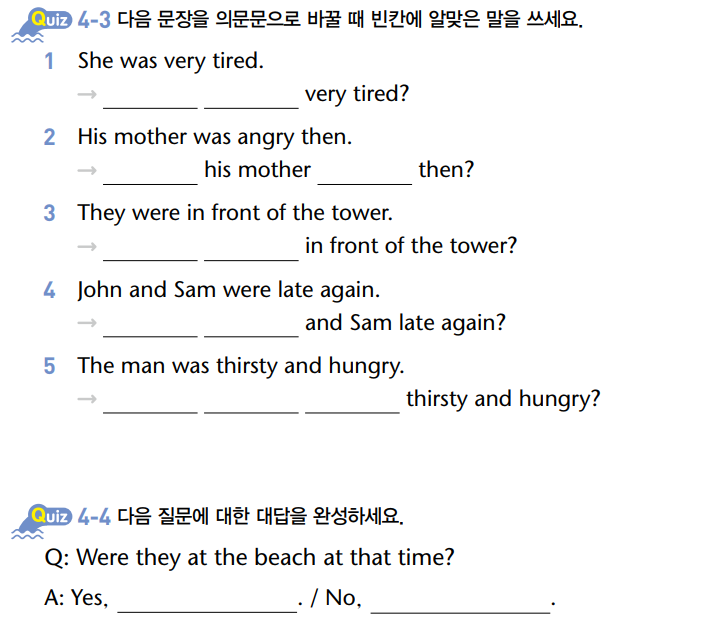 Quiz 4-3 다음 문장을 의문문으로 바꿀 때 빈칸에 알맞은 말을 쓰세요.
1 She was very tired.
→ ________ ________ very tired?
2 His mother was angry then.
→ ________ his mother ________ then?
3 They were in front of the tower.
→ ________ ________ in front of the tower?
4 John and Sam were late again.
→ ________ ________ and Sam late again?
5 The man was thirsty and hungry.
→ ________ ________ ________ thirsty and hungry?
Quiz 4-4 다음 질문에 대한 대답을 완성하세요.
Q: Were they at the beach at that time?
A: Yes, ________________. / No, ________________.